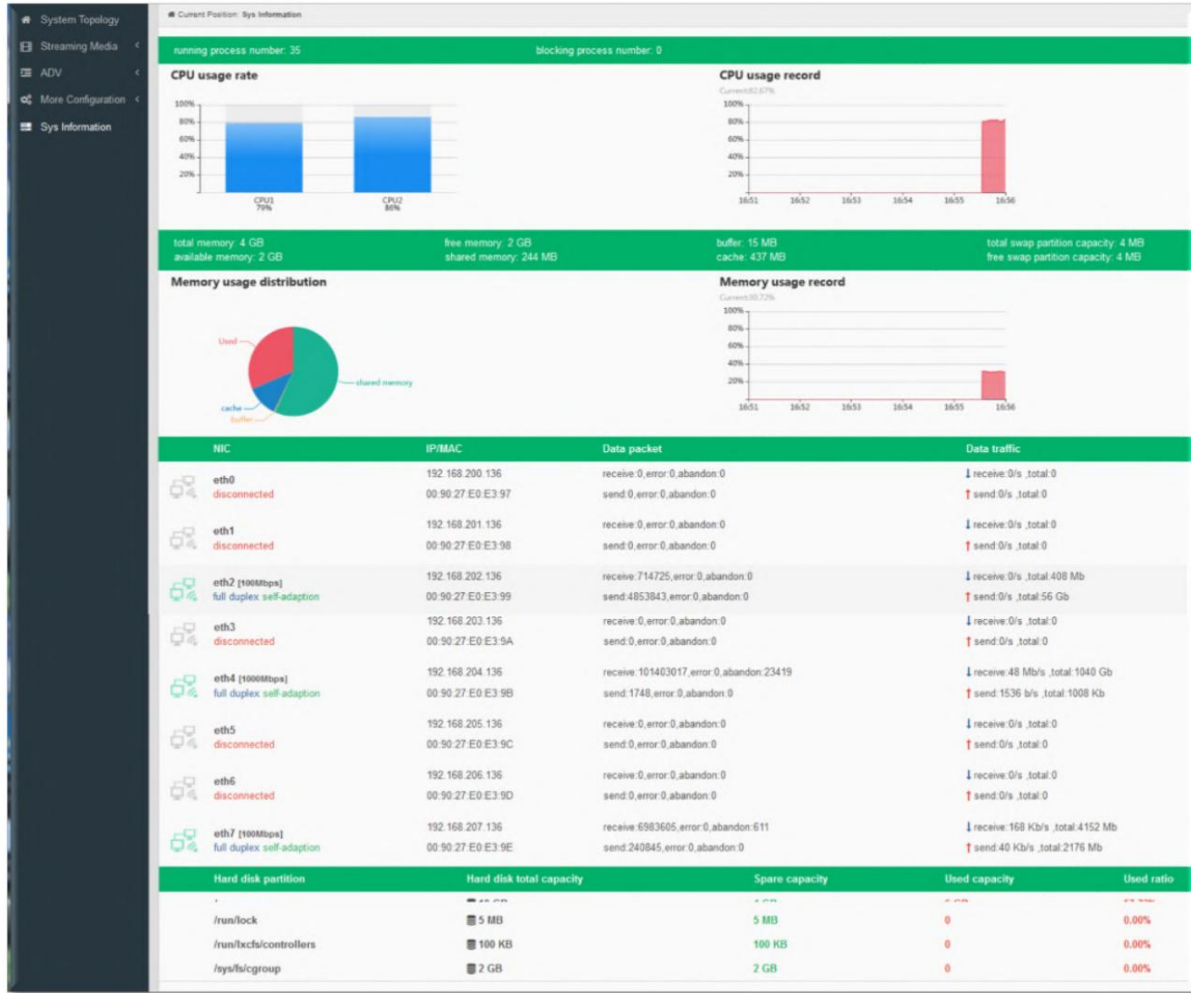 System Topology
Streaming Media
ADV
More Configuration
Sys Information
Current Position: Sys Information
running process number: 35 blocking process number: 0
CPU usage rate
100%
80%
60%
40%
20%
CPU1
79%
CPU2
86%
CPU usage record
Current:82.67%
100%
80%
60%
40%
20%
16:51 16:52 16:53 16:54 16:55 16:56
total memory: 4 GB free memory: 2 GB buffer: 15 MB total swap partition capacity: 4 MB
available memory: 2 GB shared memory: 244 MB cache: 437 MB free swap partition capacity: 4 MB
Memory usage distribution
Used
shared memory
cache
buffer
Memory usage record
Current:30.72%
100%
80%
60%
40%
20%
16:51 16:52 16:53 16:54 16:55 16:56
NIC IP/MAC Data packet Data traffic
eth0 192.168.200.136 receive:0,error:0,abandon:0 ↓receive:0/s ,total:0
disconnected 00:90:27:E0:E3:97 send:0,error:0,abandon:0 ↑send:0/s ,total:0
eth1 192.168.201.136 receive:0,error:0,abandon:0 ↓receive:0/s ,total:0
disconnected 00:90:27:E0:E3:98 send:0,error:0,abandon:0 ↑send:0/s ,total:0
eth2 [100Mbps] 192.168.202.136 receive:714725,error:0,abandon:0 ↓receive:0/s ,total:408 Mb
full duplex self-adaption 00:90:27:E0:E3:99 send:4853843,error:0,abandon:0 ↑send:0/s ,total:56 Gb
eth3 192.168.203.136 receive:0,error:0,abandon:0 ↓receive:0/s ,total:0
disconnected 00:90:27:E0:E3:9A send:0,error:0,abandon:0 ↑send:0/s ,total:0
eth4 [1000Mbps] 192.168.204.136 receive:101403017,error:0,abandon:23419 ↓receive:48 Mb/s ,total:1040 Gb
full duplex self-adaption 00:90:27:E0:E3:9B send:1748,error:0,abandon:0 ↑send:1536 b/s ,total:1008 Kb
eth5 192.168.205.136 receive:0,error:0,abandon:0 ↓receive:0/s ,total:0
disconnected 00:90:27:E0:E3:9C send:0,error:0,abandon:0 ↑send:0/s ,total:0
eth6 192.168.206.136 receive:0,error:0,abandon:0 ↓receive:0/s ,total:0
disconnected 00:90:27:E0:E3:9D send:0,error:0,abandon:0 ↑send:0/s ,total:0
eth7 [100Mbps] 192.168.207.136 receive:6983605,error:0,abandon:611 ↓receive:168 Kb/s ,total:4152 Mb
full duplex self-adaption 00:90:27:E0:E3:9E send:240845,error:0,abandon:0 ↑send:40 Kb/s ,total:2176 Mb
Hard disk partition Hard disk total capacity Spare capacity Used capacity Used ratio
/run/lock 5 MB 5 MB 0 0.00%
/run/lxcfs/controllers 100 KB 100 KB 0 0.00%
/sys/fs/cgroup 2 GB 2 GB 0 0.00%